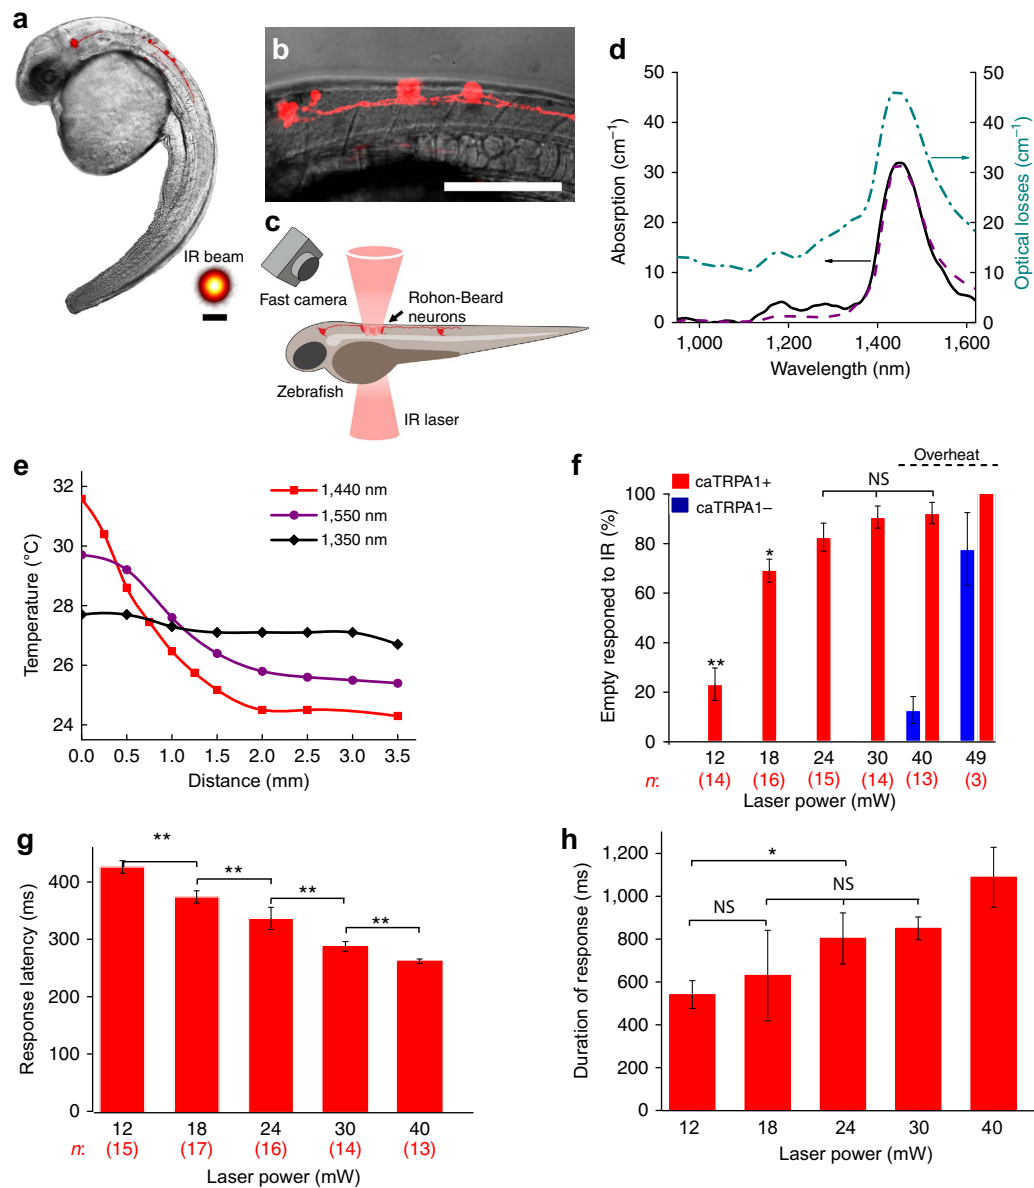 a
b
c
IR beam
Fast camera
Rohon-Beard
neurons
Zebrafish
IR laser
d
50
40
30
20
10
0
Abosrption (cm⁻¹)
50
40
30
20
10
0
Optical losses (cm⁻¹)
1,000
1,200
1,400
1,600
Wavelength (nm)
e
32
30
28
26
24
Temperature (°C)
1,440 nm
1,550 nm
1,350 nm
0.0 0.5 1.0 1.5 2.0 2.5 3.0 3.5
Distance (mm)
f
Overheat
caTRPA1+
caTRPA1–
NS
*
**
100
80
60
40
20
0
Empty responed to IR (%)
12 18 24 30 40 49
n: (14) (16) (15) (14) (13) (3)
Laser power (mW)
g
** ** ** **
400
300
200
100
0
Response latency (ms)
12 18 24 30 40
n: (15) (17) (16) (14) (13)
Laser power (mW)
h
*
NS
NS
1,200
1,000
800
600
400
200
0
Duration of response (ms)
12 18 24 30 40
Laser power (mW)